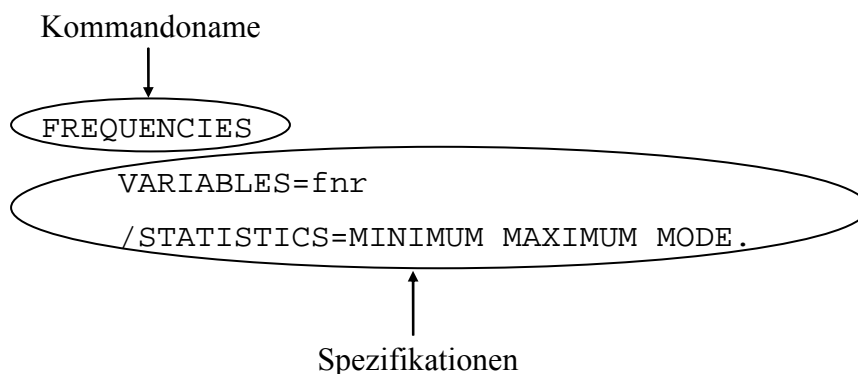 Kommandoname
FREQUENCIES
VARIABLES=fnr
/STATISTICS=MINIMUM MAXIMUM MODE.
Spezifikationen